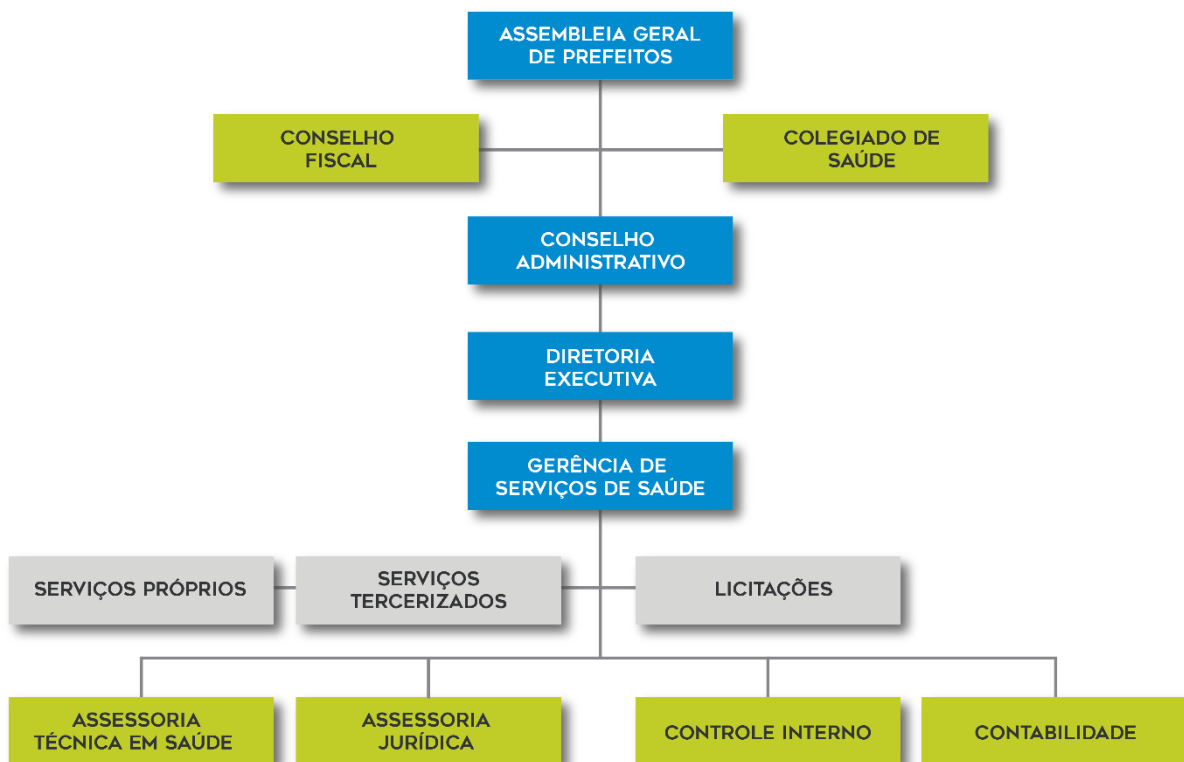 ASSEMBLEIA GERAL
DE PREFEITOS
CONSELHO
FISCAL
COLEGIADO DE
SAÚDE
CONSELHO
ADMINISTRATIVO
DIRETORIA
EXECUTIVA
GERÊNCIA DE
SERVIÇOS DE SAÚDE
SERVIÇOS PRÓPRIOS
SERVIÇOS
TERCERIZADOS
LICITAÇÕES
ASSESSORIA
TÉCNICA EM SAÚDE
ASSESSORIA
JURÍDICA
CONTROLE INTERNO
CONTABILIDADE